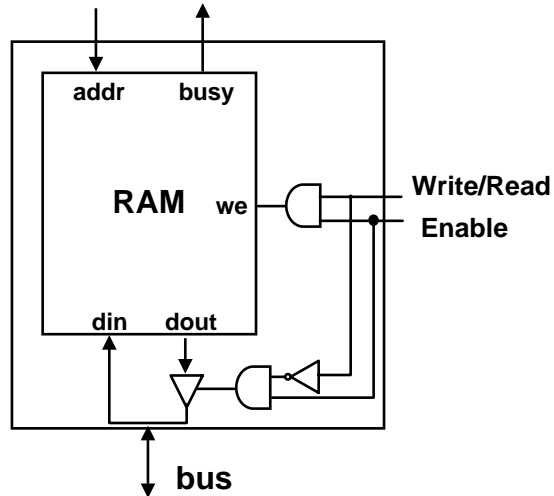 addr busy
Write/Read
RAM we
Enable
din dout
bus